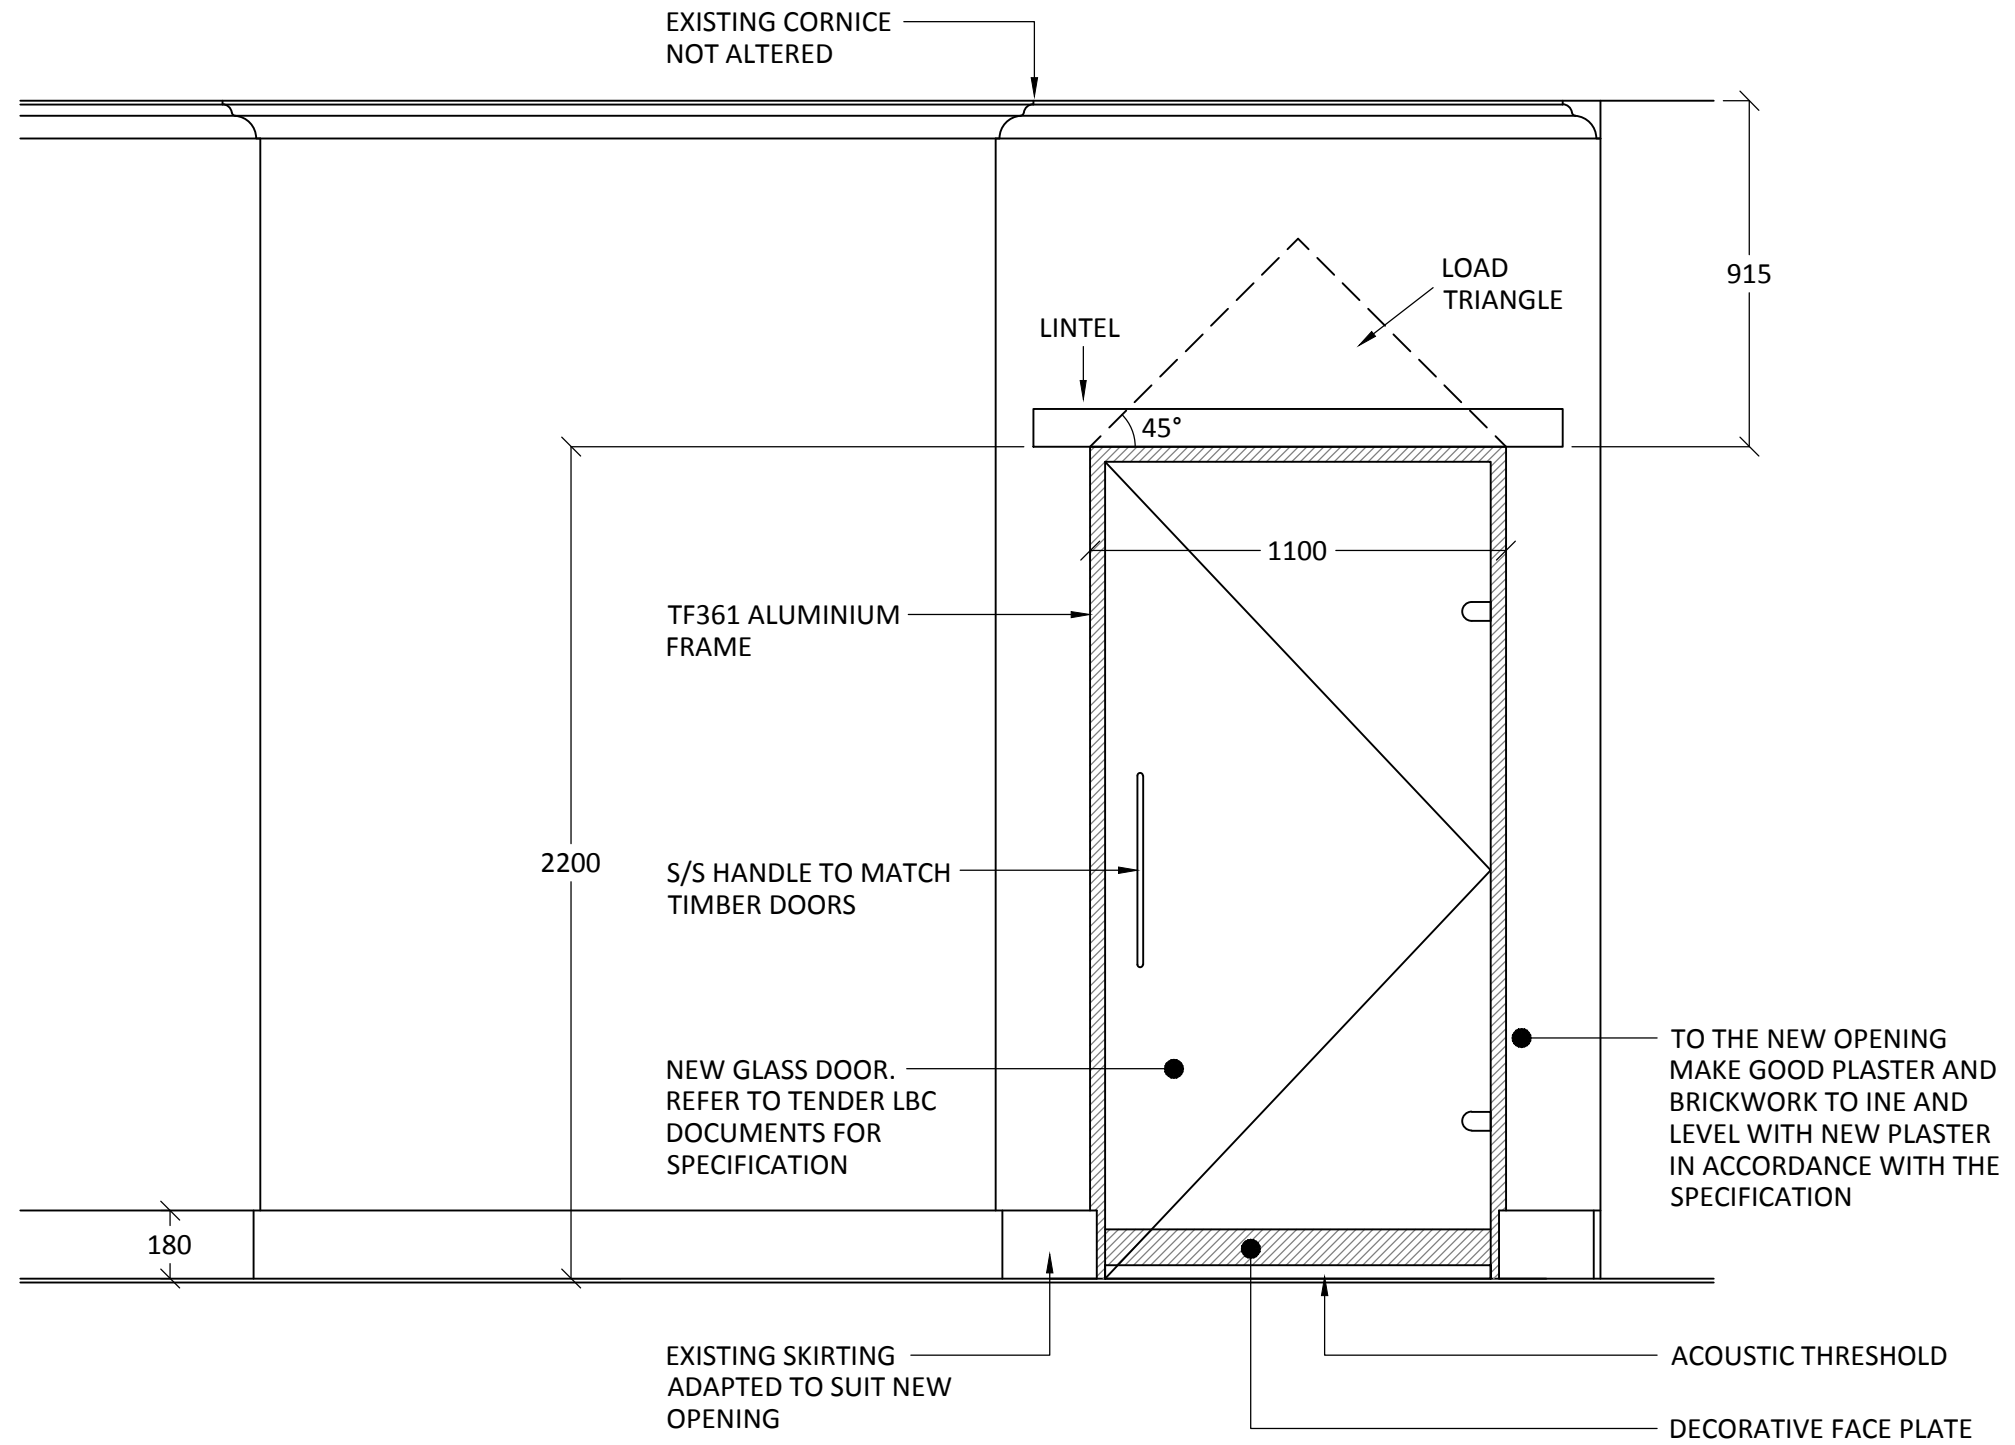 EXISTING CORNICE
NOT ALTERED
LOAD
TRIANGLE
915
LINTEL
45°
1100
TF361 ALUMINIUM
FRAME
2200
S/S HANDLE TO MATCH
TIMBER DOORS
NEW GLASS DOOR.
REFER TO TENDER LBC
DOCUMENTS FOR
SPECIFICATION
TO THE NEW OPENING
MAKE GOOD PLASTER AND
BRICKWORK TO INE AND
LEVEL WITH NEW PLASTER
IN ACCORDANCE WITH THE
SPECIFICATION
180
EXISTING SKIRTING
ADAPTED TO SUIT NEW
OPENING
ACOUSTIC THRESHOLD
DECORATIVE FACE PLATE